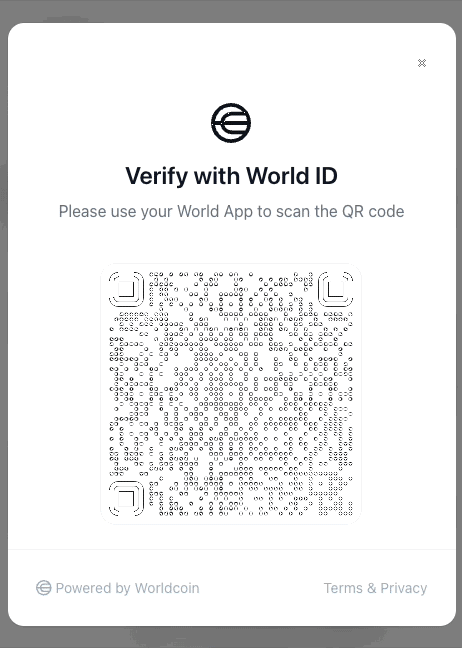 Verify with World ID
Please use your World App to scan the QR code
Powered by Worldcoin
Terms & Privacy